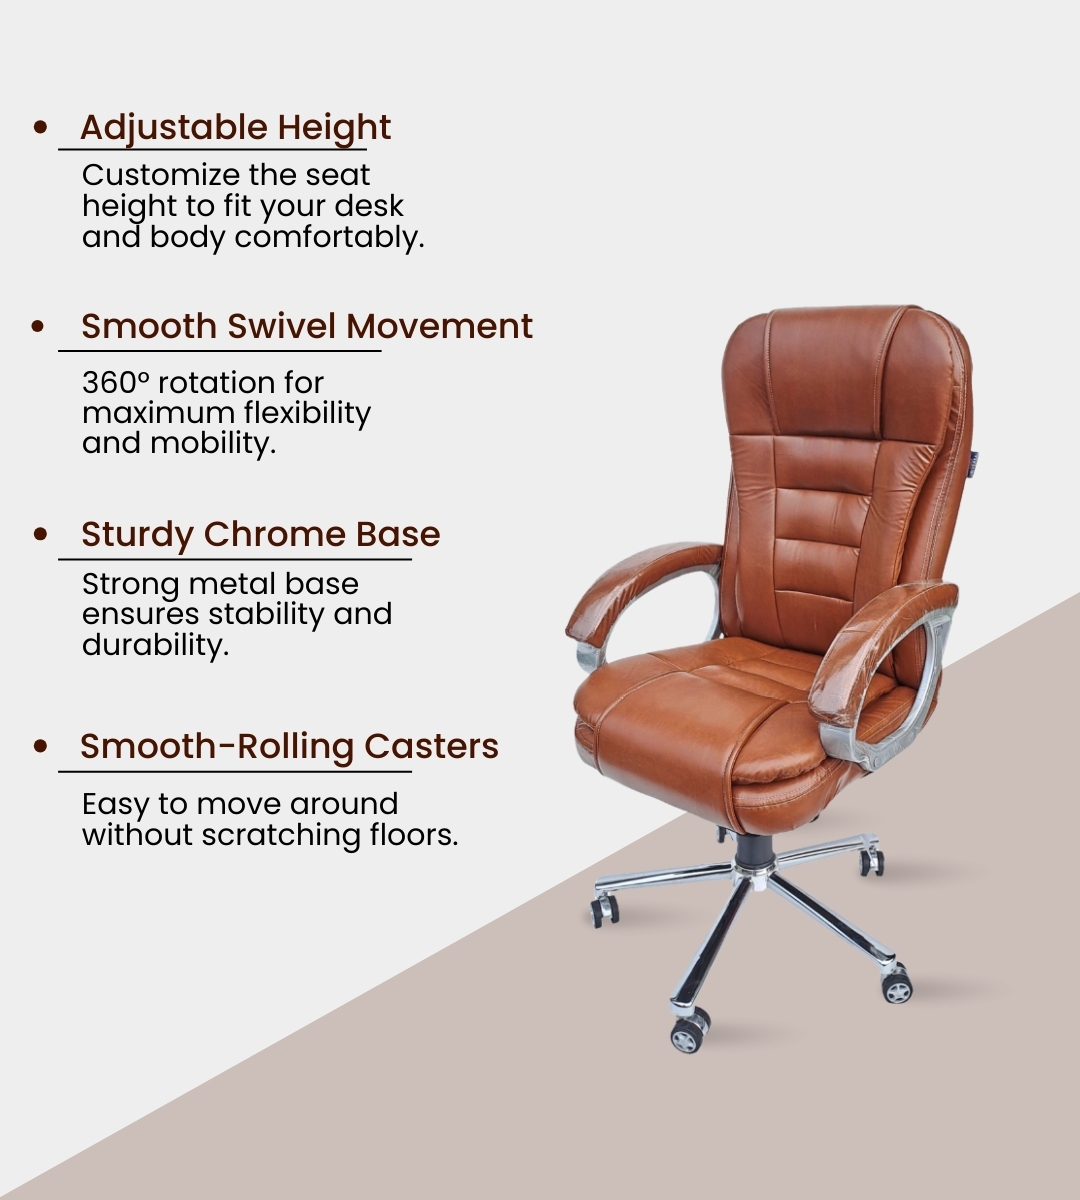 • Adjustable Height
Customize the seat
height to fit your desk
and body comfortably.
• Smooth Swivel Movement
360° rotation for
maximum flexibility
and mobility.
• Sturdy Chrome Base
Strong metal base
ensures stability and
durability.
• Smooth-Rolling Casters
Easy to move around
without scratching floors.